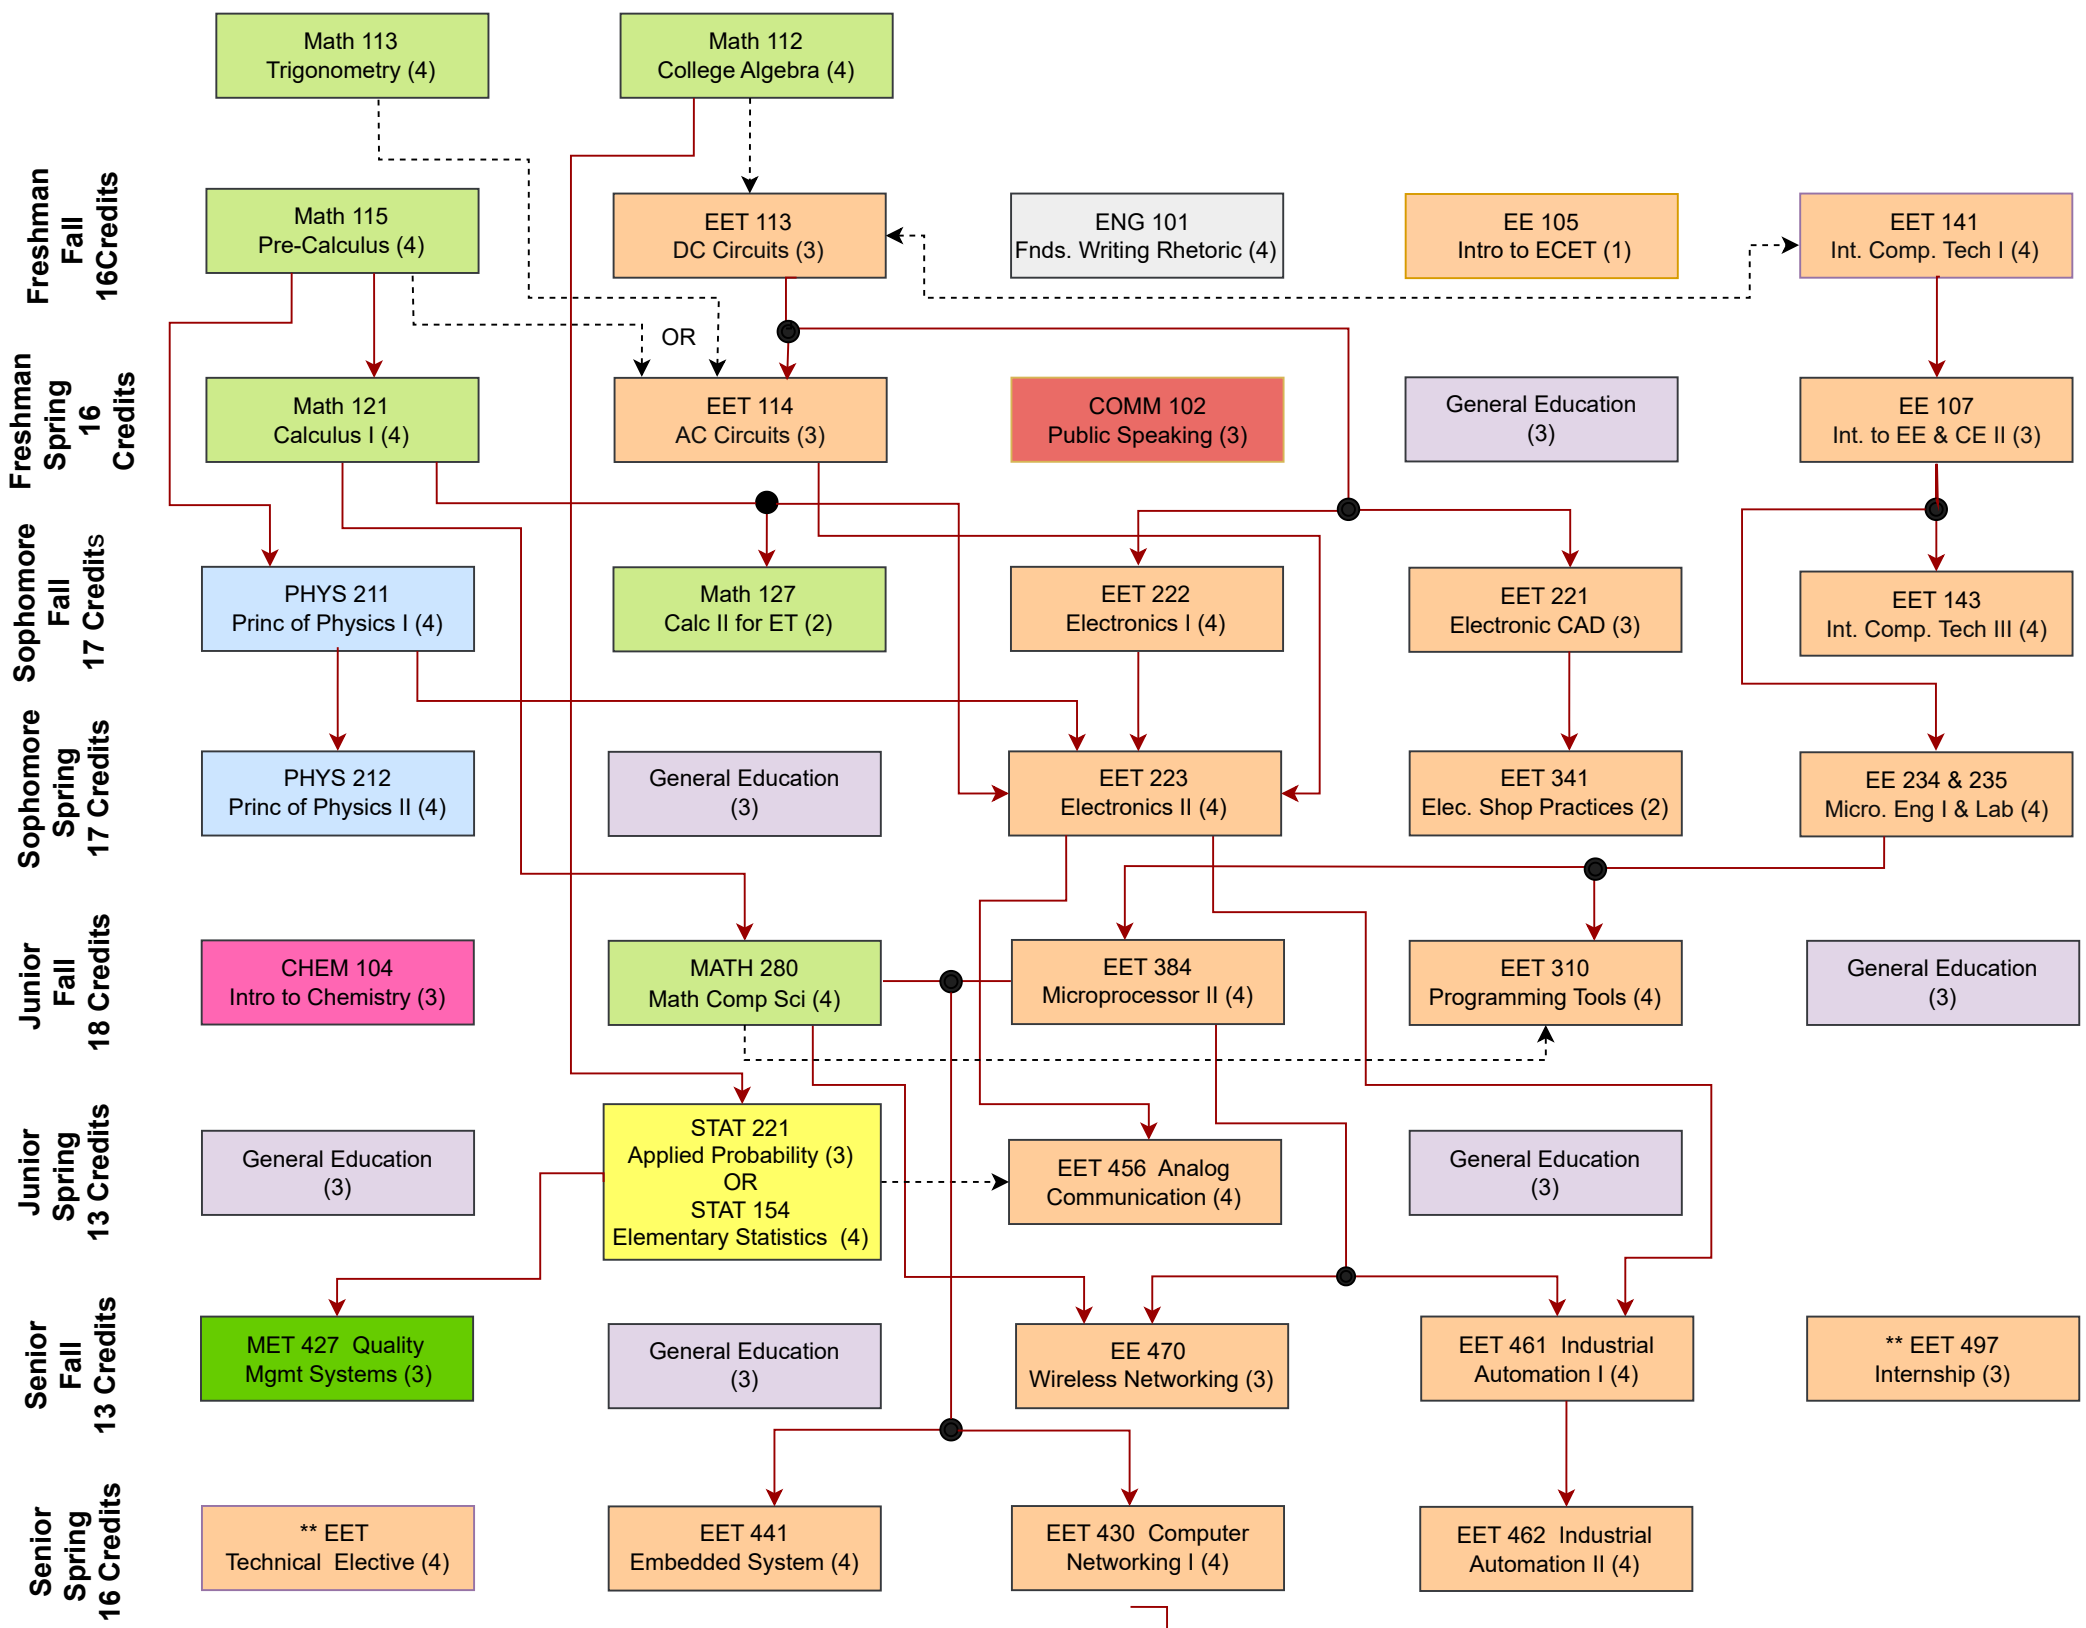 Math 113
Trigonometry (4)
Math 112
College Algebra (4)
Freshman
Fall
16Credits
Math 115
Pre-Calculus (4)
EET 113
DC Circuits (3)
ENG 101
Fnds. Writing Rhetoric (4)
EE 105
Intro to ECET (1)
EET 141
Int. Comp. Tech I (4)
OR
Freshman
Spring
16
Credits
Math 121
Calculus I (4)
EET 114
AC Circuits (3)
COMM 102
Public Speaking (3)
General Education
(3)
EE 107
Int. to EE & CE II (3)
Sophomore
Fall
17 Credits
PHYS 211
Princ of Physics I (4)
Math 127
Calc II for ET (2)
EET 222
Electronics I (4)
EET 221
Electronic CAD (3)
EET 143
Int. Comp. Tech III (4)
Sophomore
Spring
17 Credits
PHYS 212
Princ of Physics II (4)
General Education
(3)
EET 223
Electronics II (4)
EET 341
Elec. Shop Practices (2)
EE 234 & 235
Micro. Eng I & Lab (4)
Junior
Fall
18 Credits
CHEM 104
Intro to Chemistry (3)
MATH 280
Math Comp Sci (4)
EET 384
Microprocessor II (4)
EET 310
Programming Tools (4)
General Education
(3)
Junior
Spring
13 Credits
General Education
(3)
STAT 221
Applied Probability (3)
OR
STAT 154
Elementary Statistics (4)
EET 456 Analog
Communication (4)
General Education
(3)
Senior
Fall
13 Credits
MET 427 Quality
Mgmt Systems (3)
General Education
(3)
EE 470
Wireless Networking (3)
EET 461 Industrial
Automation I (4)
** EET 497
Internship (3)
Senior
Spring
16 Credits
** EET
Technical Elective (4)
EET 441
Embedded System (4)
EET 430 Computer
Networking I (4)
EET 462 Industrial
Automation II (4)